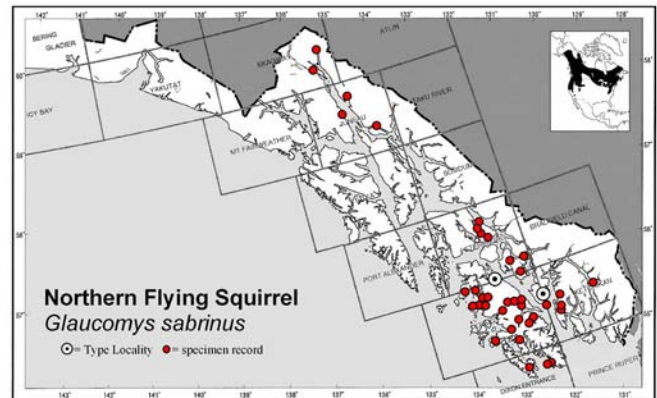 142° 141° 140° 139° 138° 137° 136° 135° 134° 133° 132° 131° 130° 129° 128°
BERING
GLACIER
ATLIN
SKAGWAY
YAKUTAT
ICY BAY
TAKU RIVER
JUNEAU
MT FAIRWEATHER
SUMDUM
BRADFIELD CANAL
PORT ALEXANDER
KETCHIKAN
PRINCE RUPERT
DIXON ENTRANCE
Northern Flying Squirrel
Glaucomys sabrinus
= Type Locality = specimen record